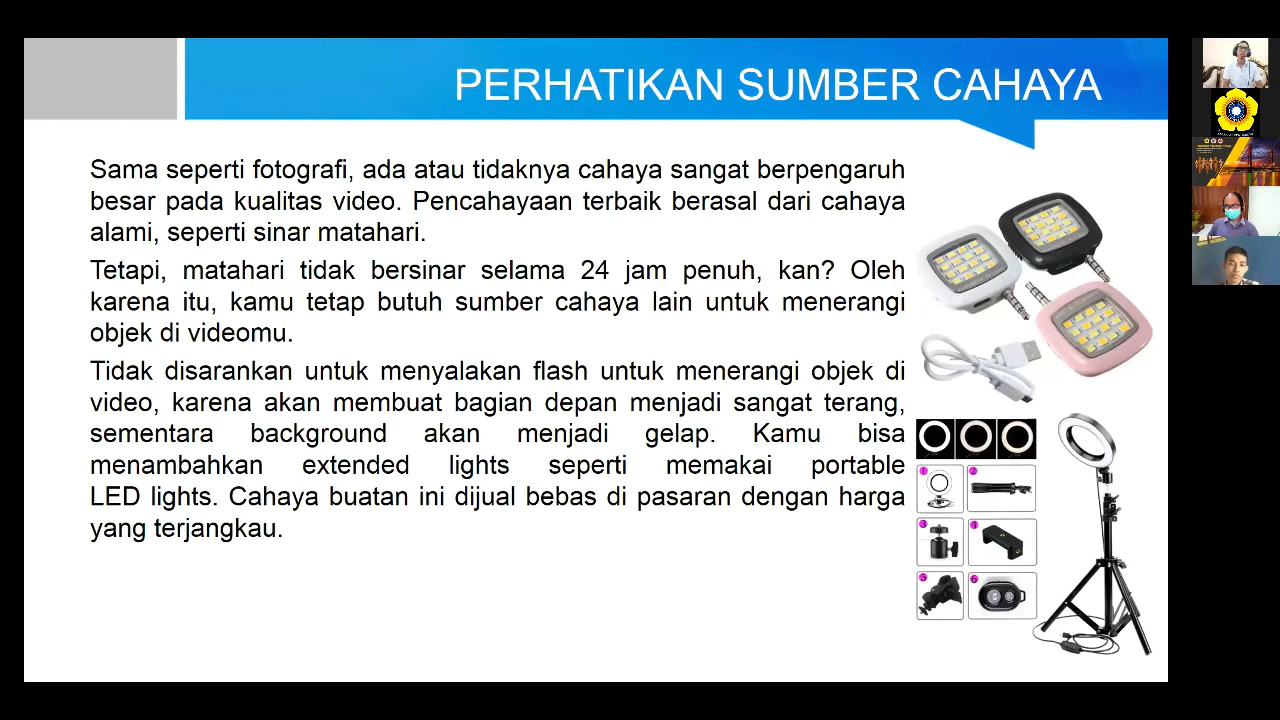 PERHATIKAN SUMBER CAHAYA
Sama seperti fotografi, ada atau tidaknya cahaya sangat berpengaruh
besar pada kualitas video. Pencahayaan terbaik berasal dari cahaya
alami, seperti sinar matahari.
Tetapi, matahari tidak bersinar selama 24 jam penuh, kan? Oleh
karena itu, kamu tetap butuh sumber cahaya lain untuk menerangi
objek di videomu.
Tidak disarankan untuk menyalakan flash untuk menerangi objek di
video, karena akan membuat bagian depan menjadi sangat terang,
sementara background akan menjadi gelap. Kamu bisa
menambahkan extended lights seperti memakai portable
LED lights. Cahaya buatan ini dijual bebas di pasaran dengan harga
yang terjangkau.